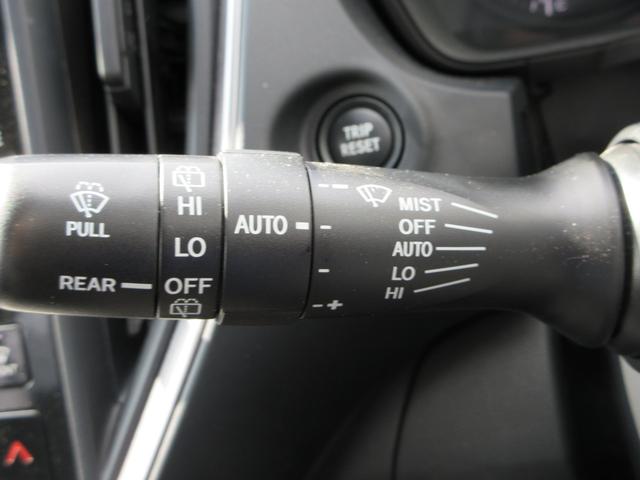 TRIP
RESET
PULL
REAR
HI
LO
OFF
AUTO
- +
MIST
OFF
AUTO
LO
HI